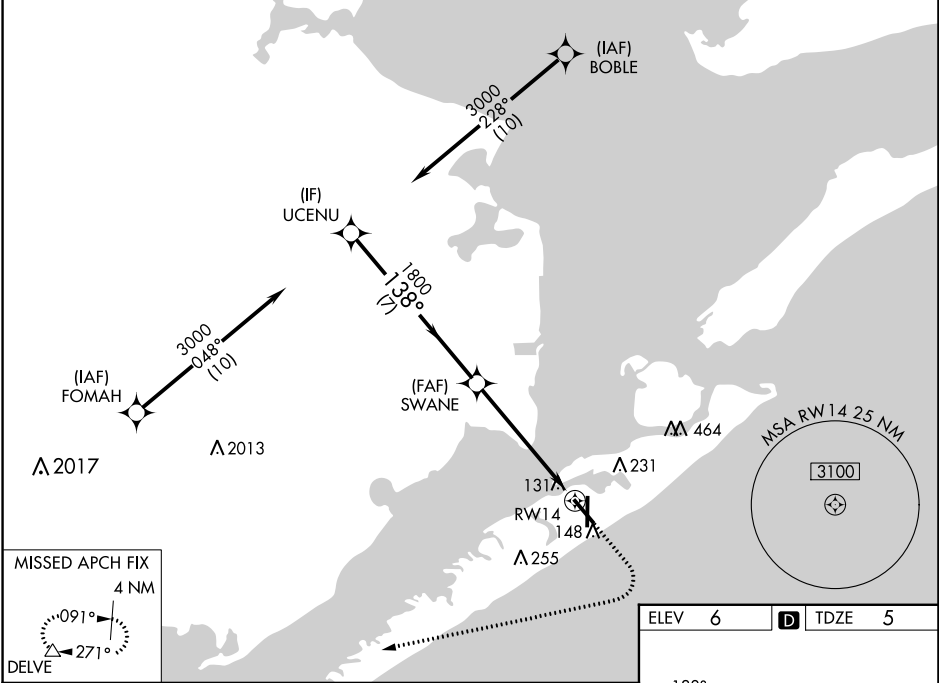 (IAF)
BOBLE
3000
228°
(10)
(IF)
UCENU
1800
138°
(7)
3000
048°
(10)
(IAF)
FOMAH
(FAF)
SWANE
2017
2013
464
231
131
RW14
148
255
MSA RW14 25 NM
3100
MISSED APCH FIX
4 NM
091°
271°
DELVE
ELEV 6 D TDZE 5